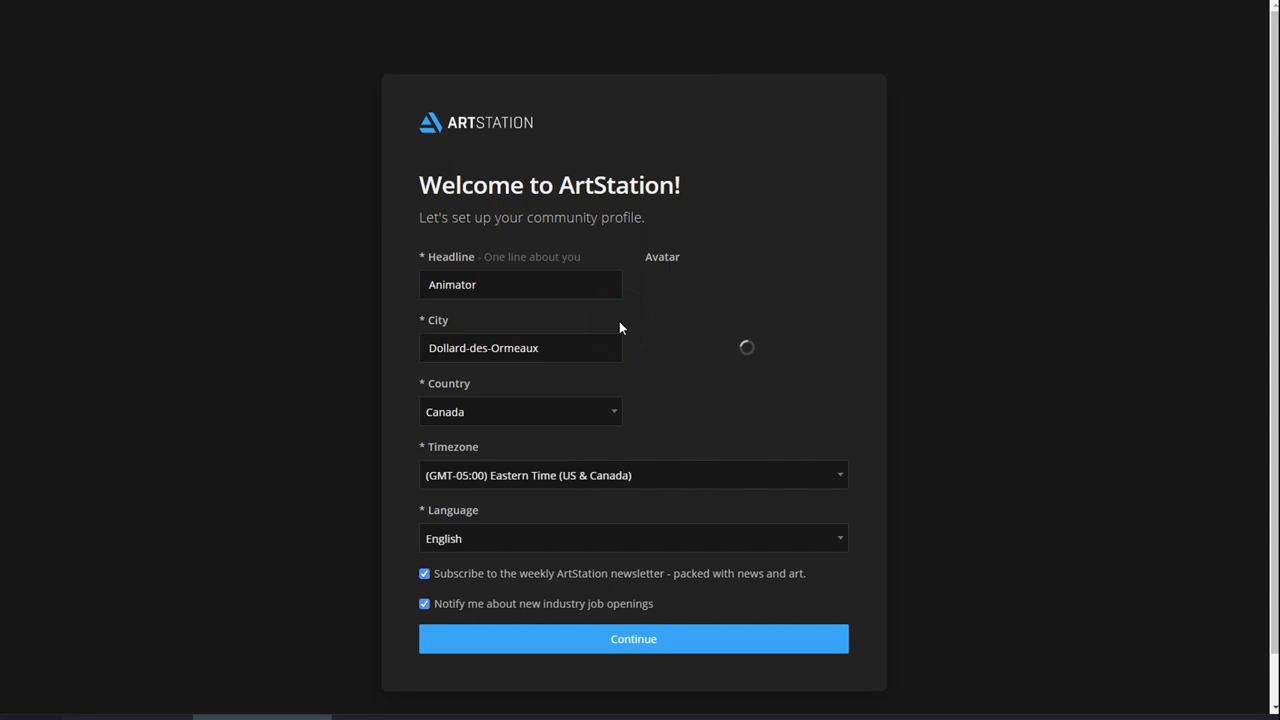 ARTSTATION
Welcome to ArtStation!
Let's set up your community profile.
* Headline - One line about you
Avatar
Animator
* City
Dollard-des-Ormeaux
* Country
Canada
* Timezone
(GMT-05:00) Eastern Time (US & Canada)
* Language
English
Subscribe to the weekly ArtStation newsletter - packed with news and art.
Notify me about new industry job openings
Continue